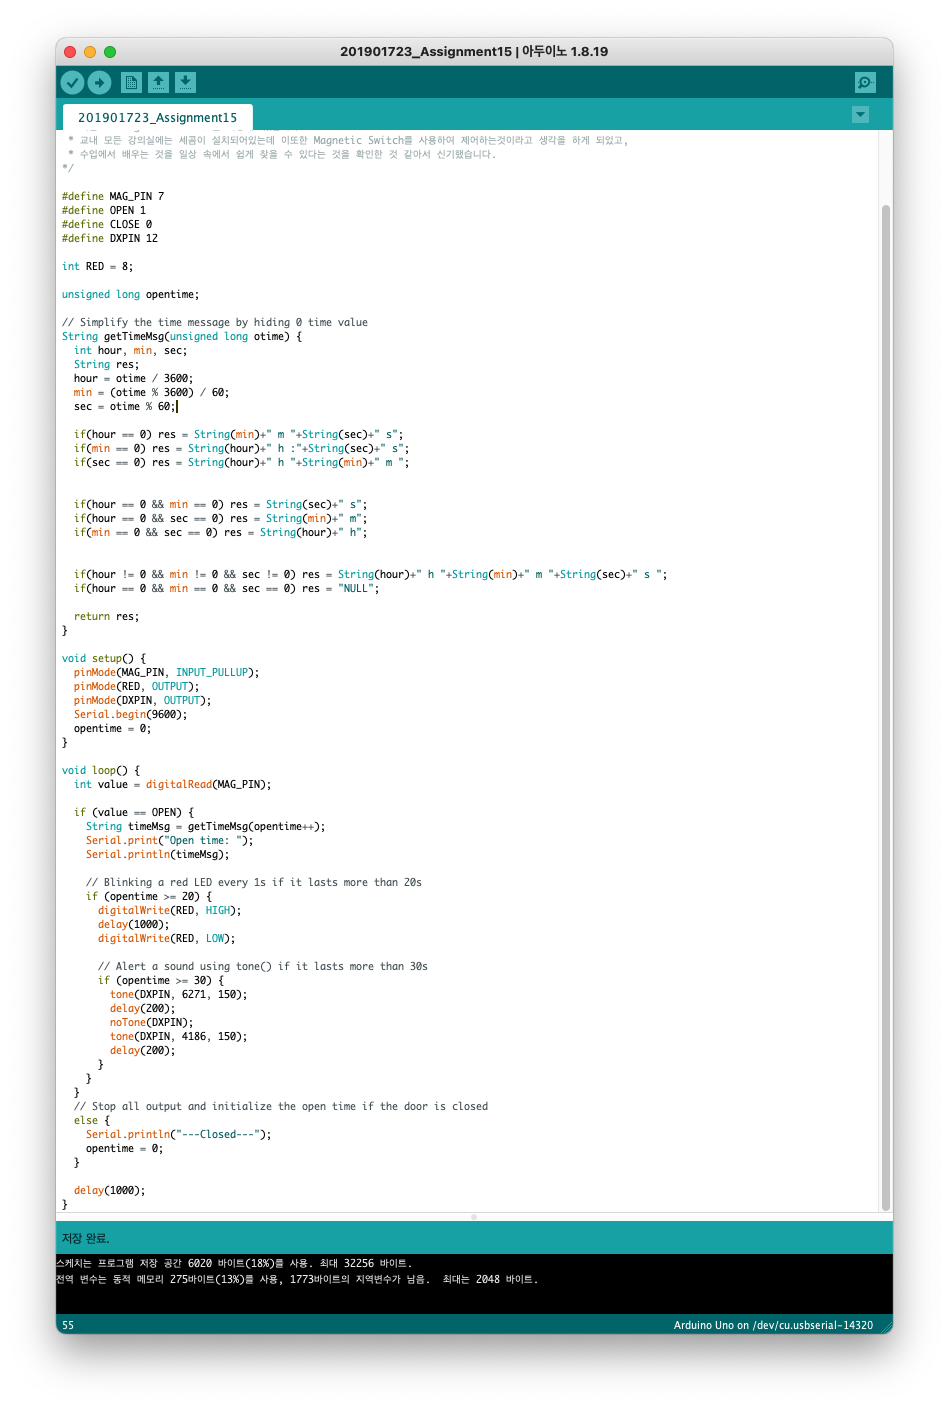 201901723_Assignment15 | 아두이노 1.8.19
201901723_Assignment15
* 교내 모든 강의실에는 세콤이 설치되어있는데 이또한 Magnetic Switch를 사용하여 제어하는것이라고 생각을 하게 되었고,
* 수업에서 배우는 것을 일상 속에서 쉽게 찾을 수 있다는 것을 확인한 것 같아서 신기했습니다.
*/
#define MAG_PIN 7
#define OPEN 1
#define CLOSE 0
#define DXPIN 12
int RED = 8;
unsigned long opentime;
// Simplify the time message by hiding 0 time value
String getTimeMsg(unsigned long otime) {
int hour, min, sec;
String res;
hour = otime / 3600;
min = (otime % 3600) / 60;
sec = otime % 60;
if(hour == 0) res = String(min)+" m "+String(sec)+" s";
if(min == 0) res = String(hour)+" h :"+String(sec)+" s";
if(sec == 0) res = String(hour)+" h "+String(min)+" m ";
if(hour == 0 && min == 0) res = String(sec)+" s";
if(hour == 0 && sec == 0) res = String(min)+" m";
if(min == 0 && sec == 0) res = String(hour)+" h";
if(hour != 0 && min != 0 && sec != 0) res = String(hour)+" h "+String(min)+" m "+String(sec)+" s ";
if(hour == 0 && min == 0 && sec == 0) res = "NULL";
return res;
}
void setup() {
pinMode(MAG_PIN, INPUT_PULLUP);
pinMode(RED, OUTPUT);
pinMode(DXPIN, OUTPUT);
Serial.begin(9600);
opentime = 0;
}
void loop() {
int value = digitalRead(MAG_PIN);
if (value == OPEN) {
String timeMsg = getTimeMsg(opentime++);
Serial.print("Open time: ");
Serial.println(timeMsg);
// Blinking a red LED every 1s if it lasts more than 20s
if (opentime >= 20) {
digitalWrite(RED, HIGH);
delay(1000);
digitalWrite(RED, LOW);
// Alert a sound using tone() if it lasts more than 30s
if (opentime >= 30) {
tone(DXPIN, 6271, 150);
delay(200);
noTone(DXPIN);
tone(DXPIN, 4186, 150);
delay(200);
}
}
}
// Stop all output and initialize the open time if the door is closed
else {
Serial.println("---Closed---");
opentime = 0;
}
delay(1000);
}
저장 완료.
스케치는 프로그램 저장 공간 6020 바이트(18%)를 사용. 최대 32256 바이트.
전역 변수는 동적 메모리 275바이트(13%)를 사용, 1773바이트의 지역변수가 남음.  최대는 2048 바이트.
55
Arduino Uno on /dev/cu.usbserial-14320